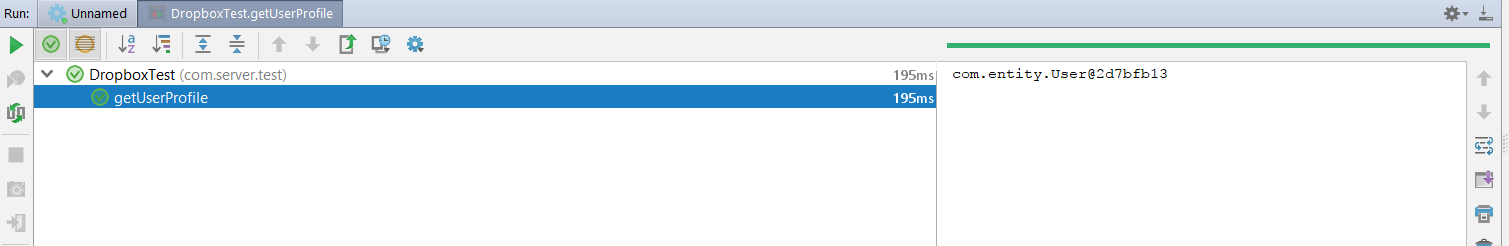 Run: Unnamed DropboxTest.getUserProfile
DropboxTest (com.server.test) 195ms
getUserProfile 195ms
com.entity.User@2d7bfb13